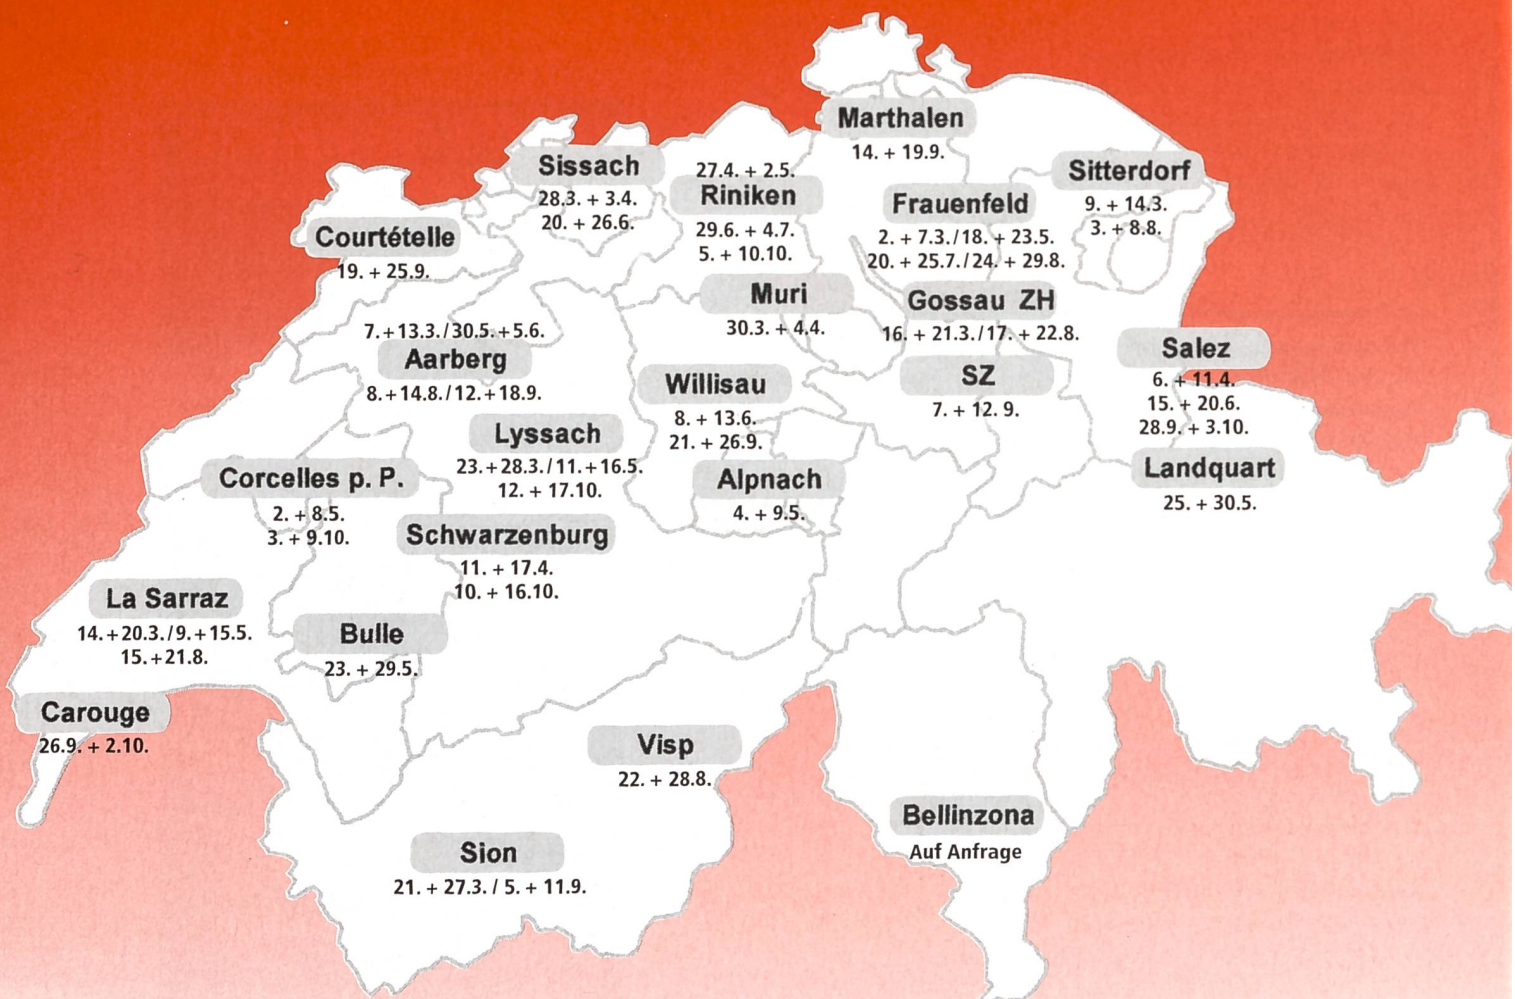 Marthalen
14. + 19.9.
Sissach
28.3. + 3.4.
20. + 26.6.
27.4. + 2.5.
Riniken
29.6. + 4.7.
5. + 10.10.
Sitterdorf
9. + 14.3.
3. + 8.8.
Frauenfeld
2. + 7.3./18. + 23.5.
20. + 25.7./24. + 29.8.
Courtételle
19. + 25.9.
Muri
30.3. + 4.4.
Gossau ZH
16. + 21.3./17. + 22.8.
7.+13.3./30.5.+5.6.
Aarberg
8.+14.8./12.+18.9.
Salez
6. + 11.4.
15. + 20.6.
28.9. + 3.10.
Willisau
8. + 13.6.
21. + 26.9.
SZ
7. + 12. 9.
Lyssach
23.+28.3./11.+16.5.
12. + 17.10.
Corcelles p. P.
2. + 8.5.
3. + 9.10.
Alpnach
4. + 9.5.
Landquart
25. + 30.5.
Schwarzenburg
11. + 17.4.
10. + 16.10.
La Sarraz
14.+20.3./9.+15.5.
15.+21.8.
Bulle
23. + 29.5.
Carouge
26.9. + 2.10.
Visp
22. + 28.8.
Bellinzona
Auf Anfrage
Sion
21. + 27.3. / 5. + 11.9.